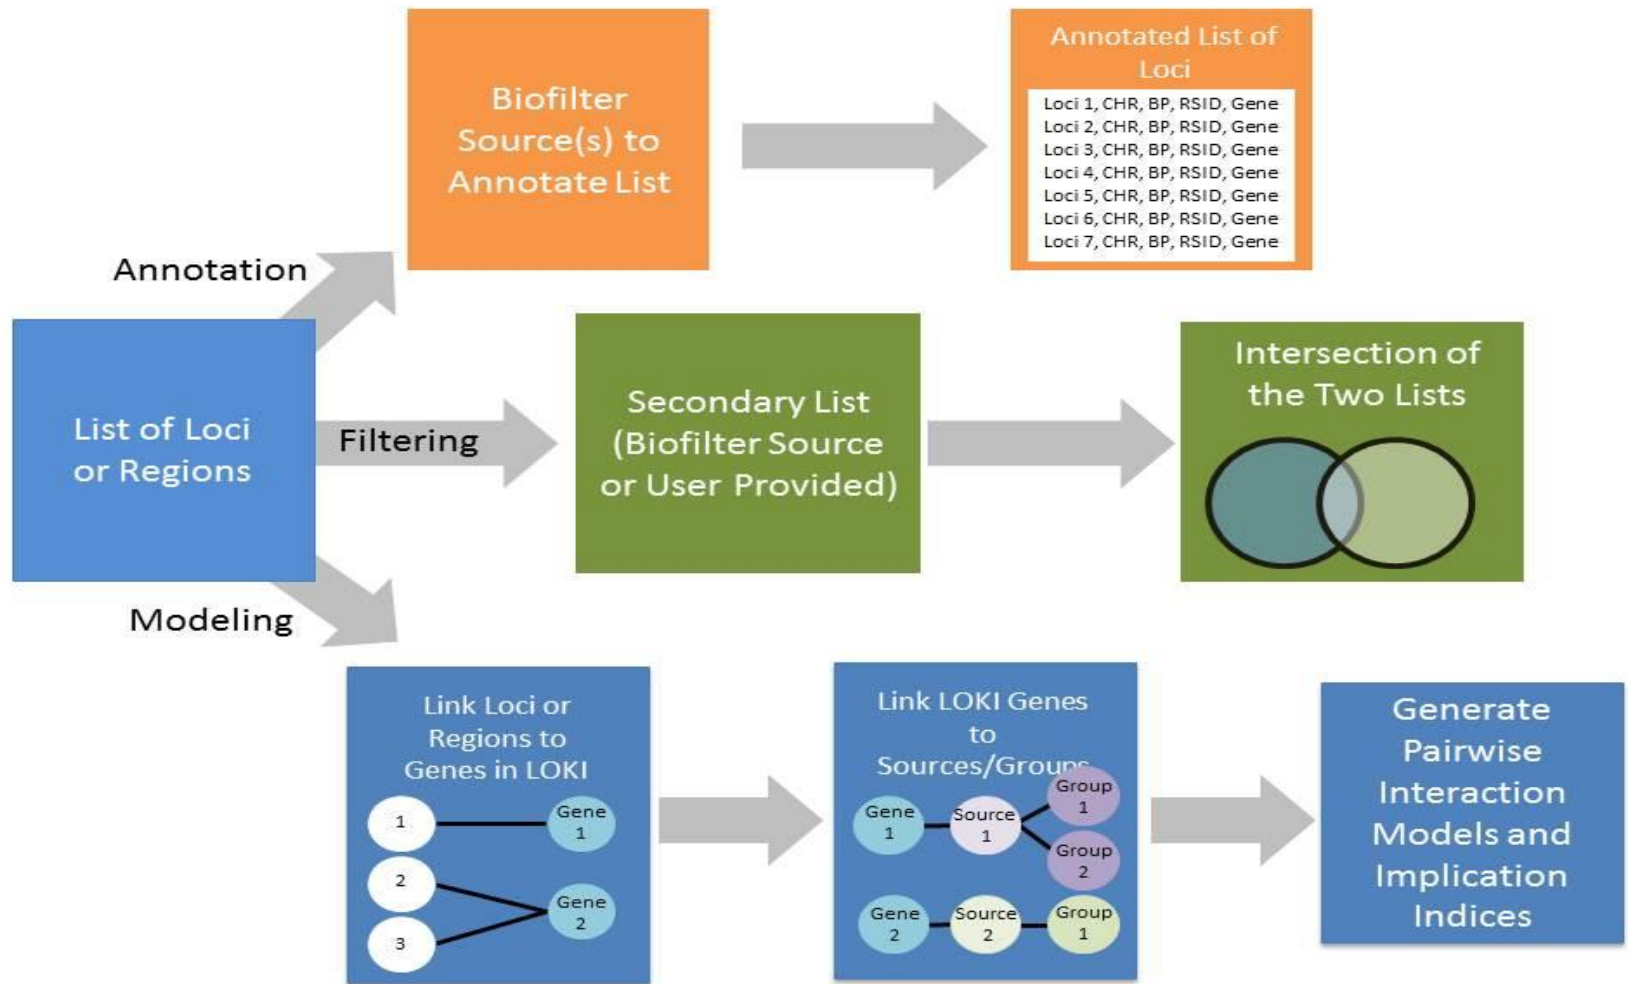 Biofilter
Source(s) to
Annotate List
Annotated List of
Loci
Loci 1, CHR, BP, RSID, Gene
Loci 2, CHR, BP, RSID, Gene
Loci 3, CHR, BP, RSID, Gene
Loci 4, CHR, BP, RSID, Gene
Loci 5, CHR, BP, RSID, Gene
Loci 6, CHR, BP, RSID, Gene
Loci 7, CHR, BP, RSID, Gene
Annotation
List of Loci
or Regions
Filtering
Secondary List
(Biofilter Source
or User Provided)
Intersection of
the Two Lists
Modeling
Link Loci or
Regions to
Genes in LOKI
1
Gene
1
2
3
Gene
2
Link LOKI Genes
to
Sources/Groups
Gene
1
Source
1
Group
1
Group
2
Gene
2
Source
2
Group
1
Generate
Pairwise
Interaction
Models and
Implication
Indices